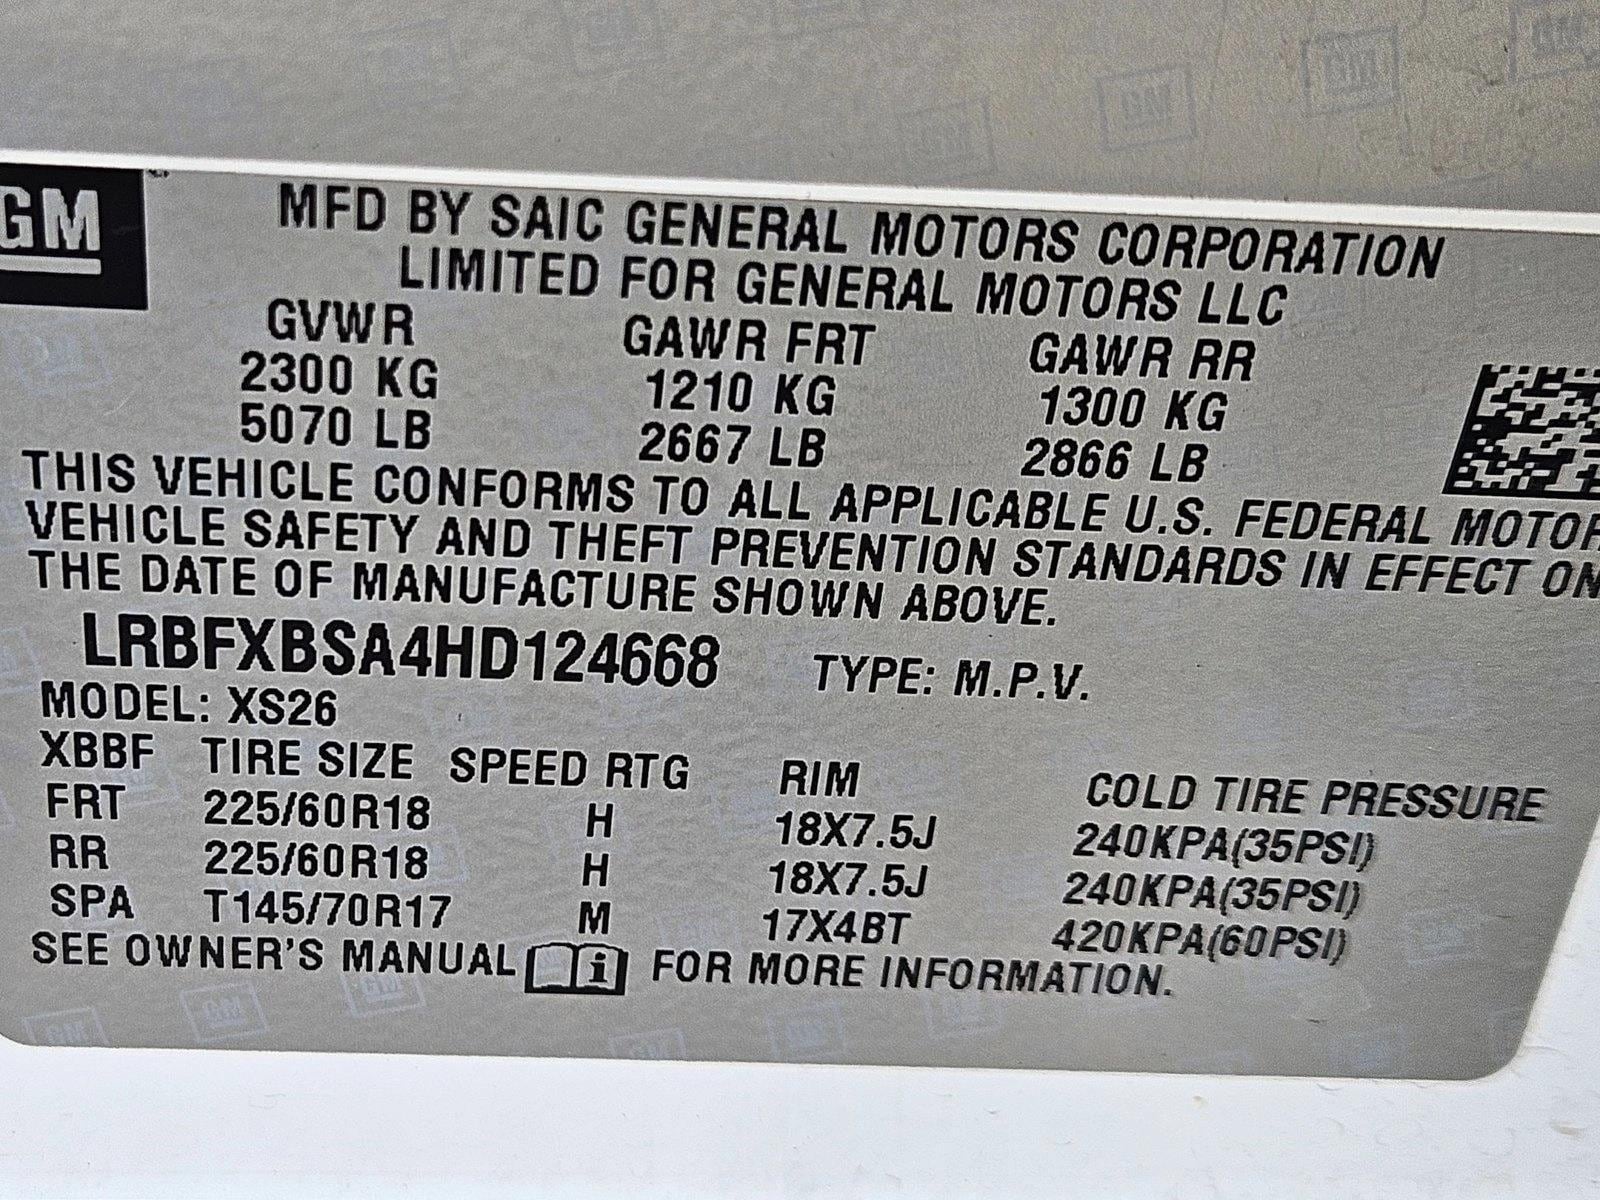 GM
MFD BY SAIC GENERAL MOTORS CORPORATION
LIMITED FOR GENERAL MOTORS LLC
GVWR GAWR FRT GAWR RR
2300 KG 1210 KG 1300 KG
5070 LB 2667 LB 2866 LB
THIS VEHICLE CONFORMS TO ALL APPLICABLE U.S. FEDERAL MOTOR
VEHICLE SAFETY AND THEFT PREVENTION STANDARDS IN EFFECT ON
THE DATE OF MANUFACTURE SHOWN ABOVE.
LRBFXBSA4HD124668 TYPE: M.P.V.
MODEL: XS26
XBBF TIRE SIZE SPEED RTG RIM COLD TIRE PRESSURE
FRT 225/60R18 H 18X7.5J 240KPA(35PSI)
RR 225/60R18 H 18X7.5J 240KPA(35PSI)
SPA T145/70R17 M 17X4BT 420KPA(60PSI)
SEE OWNER'S MANUAL i FOR MORE INFORMATION.